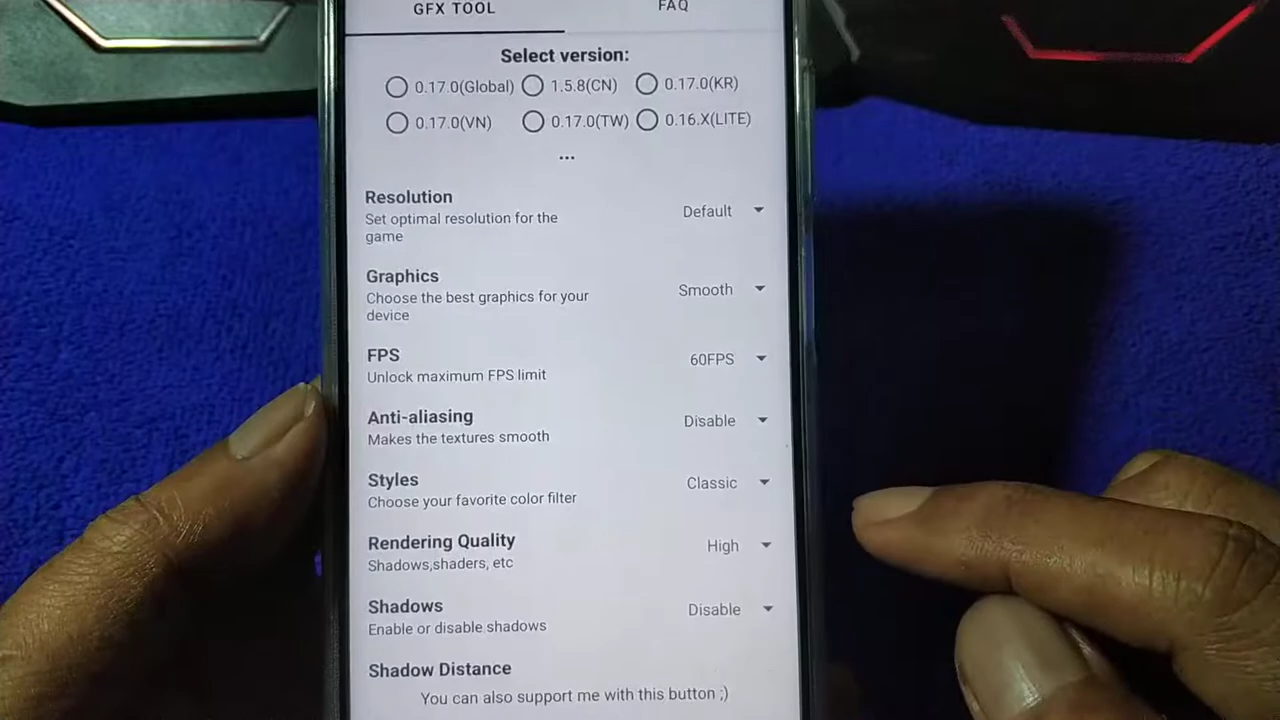 GFX TOOL FAQ
Select version:
0.17.0(Global) 1.5.8(CN) 0.17.0(KR)
0.17.0(VN) 0.17.0(TW) 0.16.X(LITE)
...
Resolution
Set optimal resolution for the
game
Default
Graphics
Choose the best graphics for your
device
Smooth
FPS
Unlock maximum FPS limit
60FPS
Anti-aliasing
Makes the textures smooth
Disable
Styles
Choose your favorite color filter
Classic
Rendering Quality
Shadows,shaders, etc
High
Shadows
Enable or disable shadows
Disable
Shadow Distance
You can also support me with this button ;)